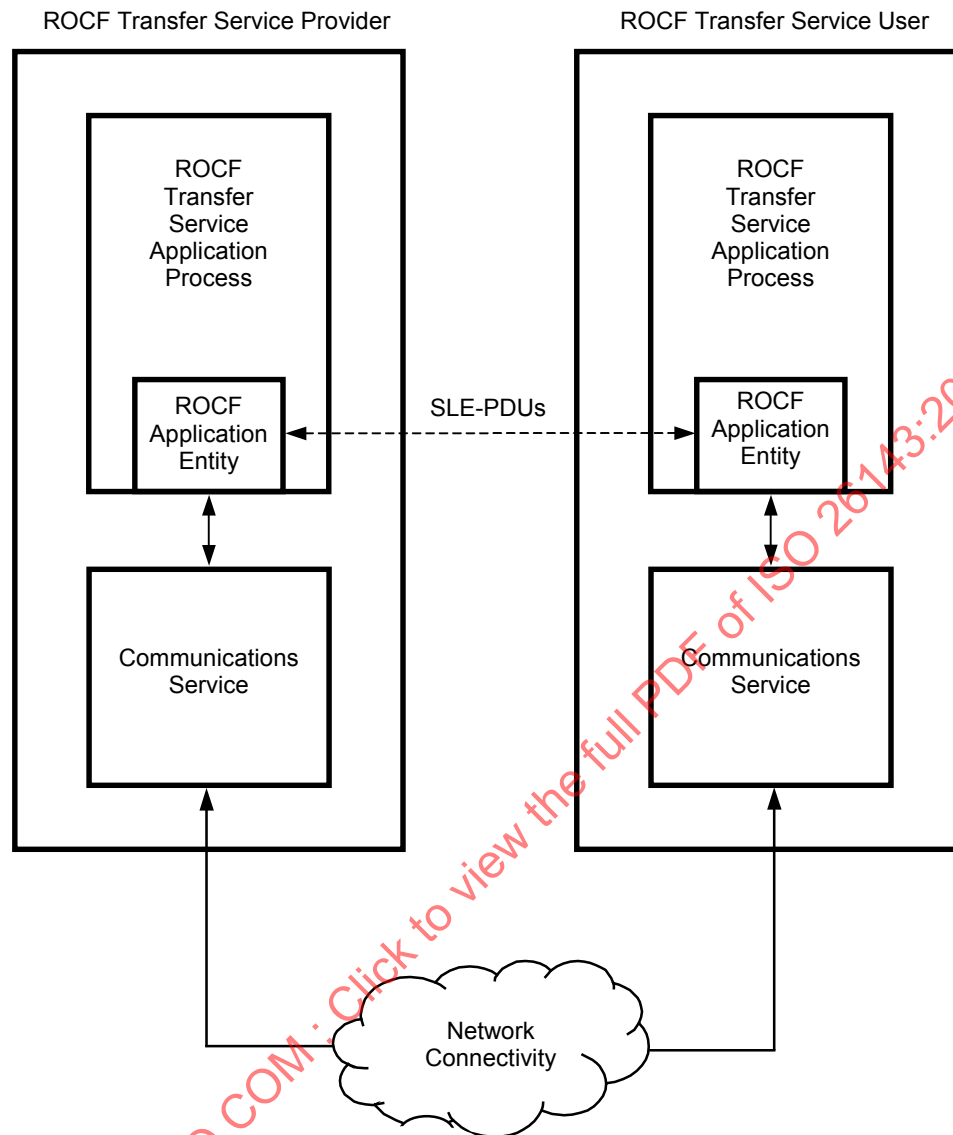 ROCF Transfer Service Provider
ROCF Transfer Service User
ROCF
Transfer
Service
Application
Process
ROCF
Transfer
Service
Application
Process
ROCF
Application
Entity
SLE-PDUs
ROCF
Application
Entity
Communications
Service
Communications
Service
Network
Connectivity
COM : Click to view the full PDF of ISO 26143:20